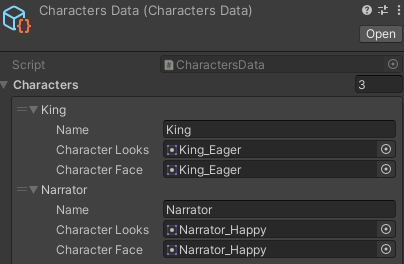 Characters Data (Characters Data)
Open
Script CharactersData
Characters 3
King
Name King
Character Looks King_Eager
Character Face King_Eager
Narrator
Name Narrator
Character Looks Narrator_Happy
Character Face Narrator_Happy